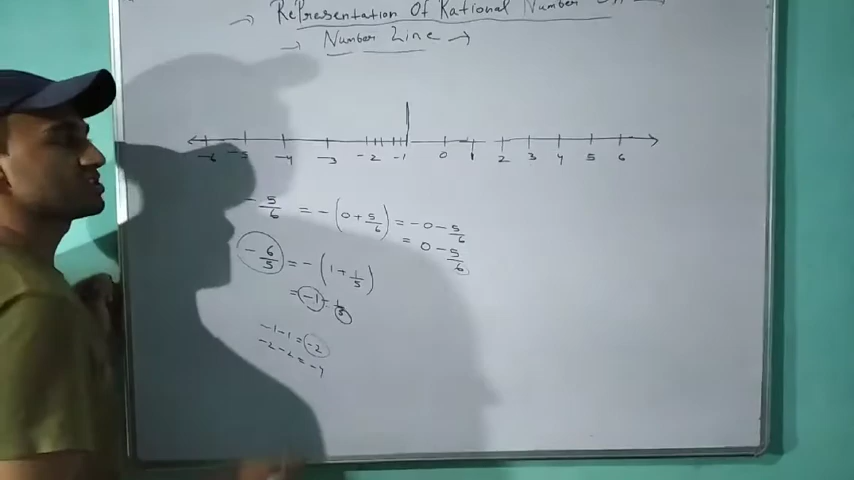 → Representation Of Rational Number
→ Number Line →
-6 -5 -4 -3 -2 -1 0 1 2 3 4 5 6
-5/6 = -(0+5/6) = -0-5/6
= 0-5/6
-6/5 = -(1+1/5)
= -1-1/5
-1-1=-2
-2-2=-4